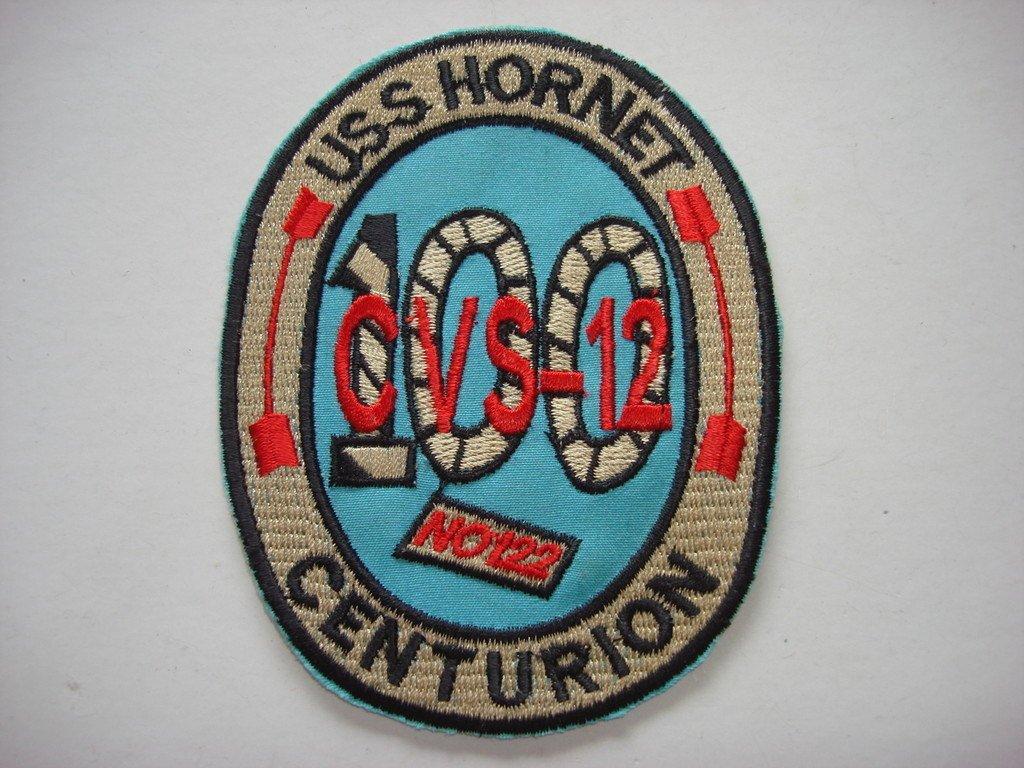 USS HORNET
100
CVS-12
NO122
CENTURION